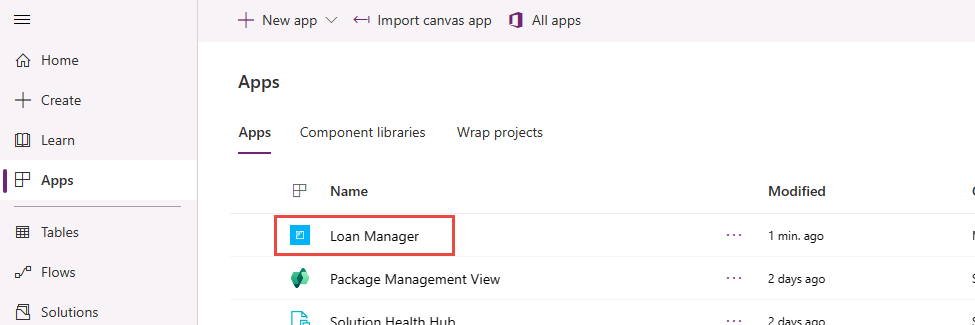 New app Import canvas app All apps
Home
Create
Learn
Apps
Tables
Flows
Solutions
Apps
Apps Component libraries Wrap projects
Name Modified
Loan Manager ... 1 min. ago
Package Management View ... 2 days ago
Solution Health Hub ... 2 days ago